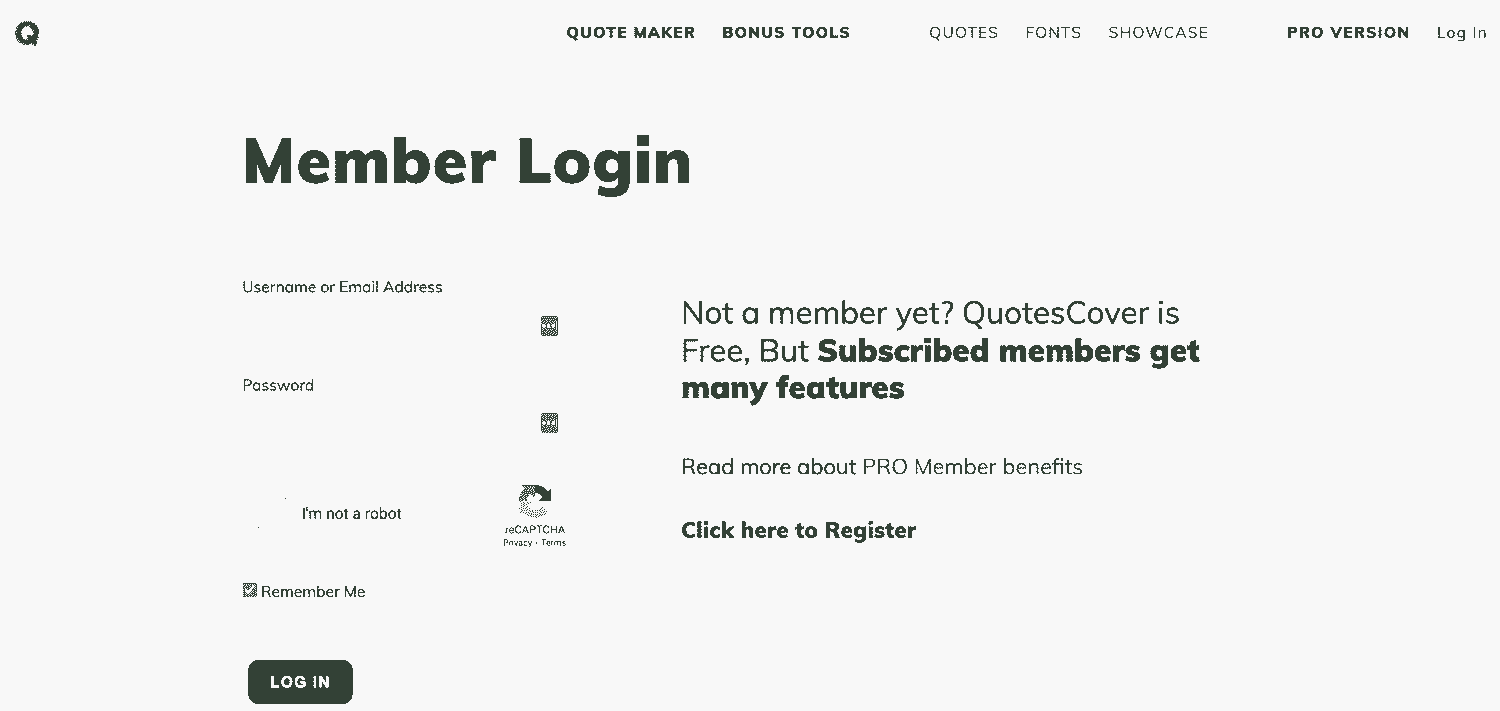 Q
QUOTE MAKER BONUS TOOLS QUOTES FONTS SHOWCASE PRO VERSION Log In
Member Login
Username or Email Address
Password
I'm not a robot
reCAPTCHA
Privacy · Terms
Remember Me
LOG IN
Not a member yet? QuotesCover is
Free, But Subscribed members get
many features
Read more about PRO Member benefits
Click here to Register